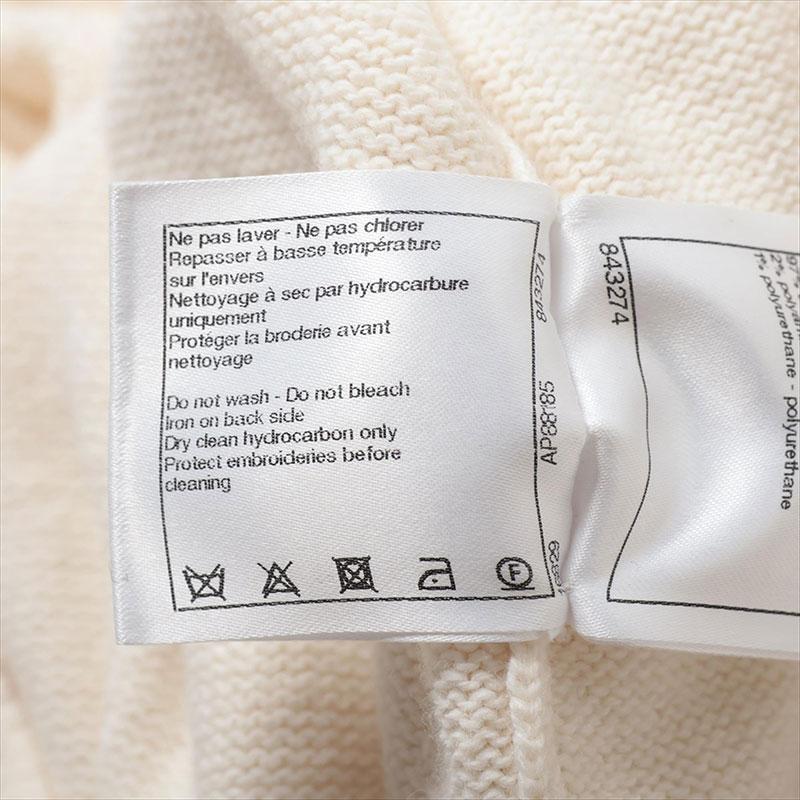 Ne pas laver - Ne pas chlorer
Repasser à basse température
sur l'envers
Nettoyage à sec par hydrocarbure
uniquement
Protéger la broderie avant
nettoyage
Do not wash - Do not bleach
Iron on back side
Dry clean hydrocarbon only
Protect embroideries before
cleaning
F
843274
843274
2%
1% polyurethane - polyurethane